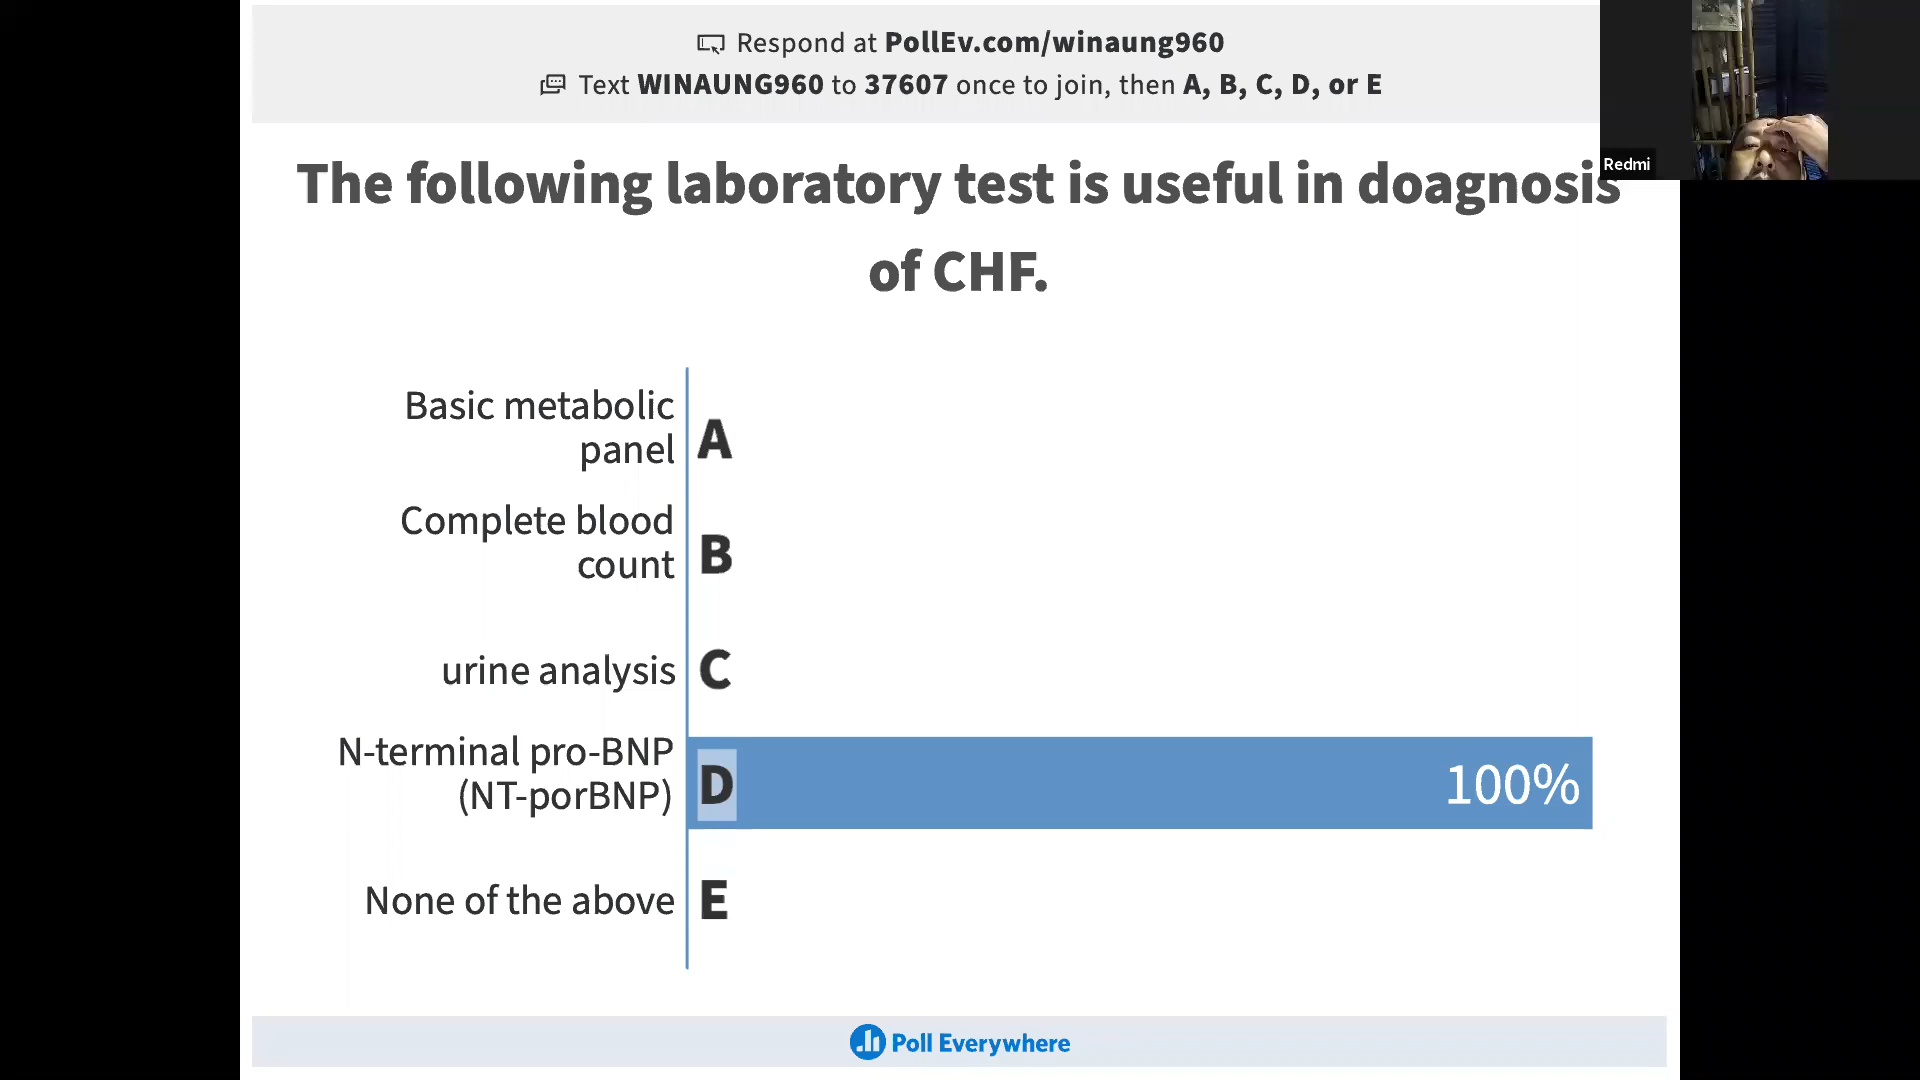 Respond at PollEv.com/winaung960
Text WINAUNG960 to 37607 once to join, then A, B, C, D, or E
Redmi
The following laboratory test is useful in doagnosis
of CHF.
Basic metabolic
panel
A
Complete blood
count
B
urine analysis
C
N-terminal pro-BNP
(NT-porBNP)
D
100%
None of the above
E
Poll Everywhere